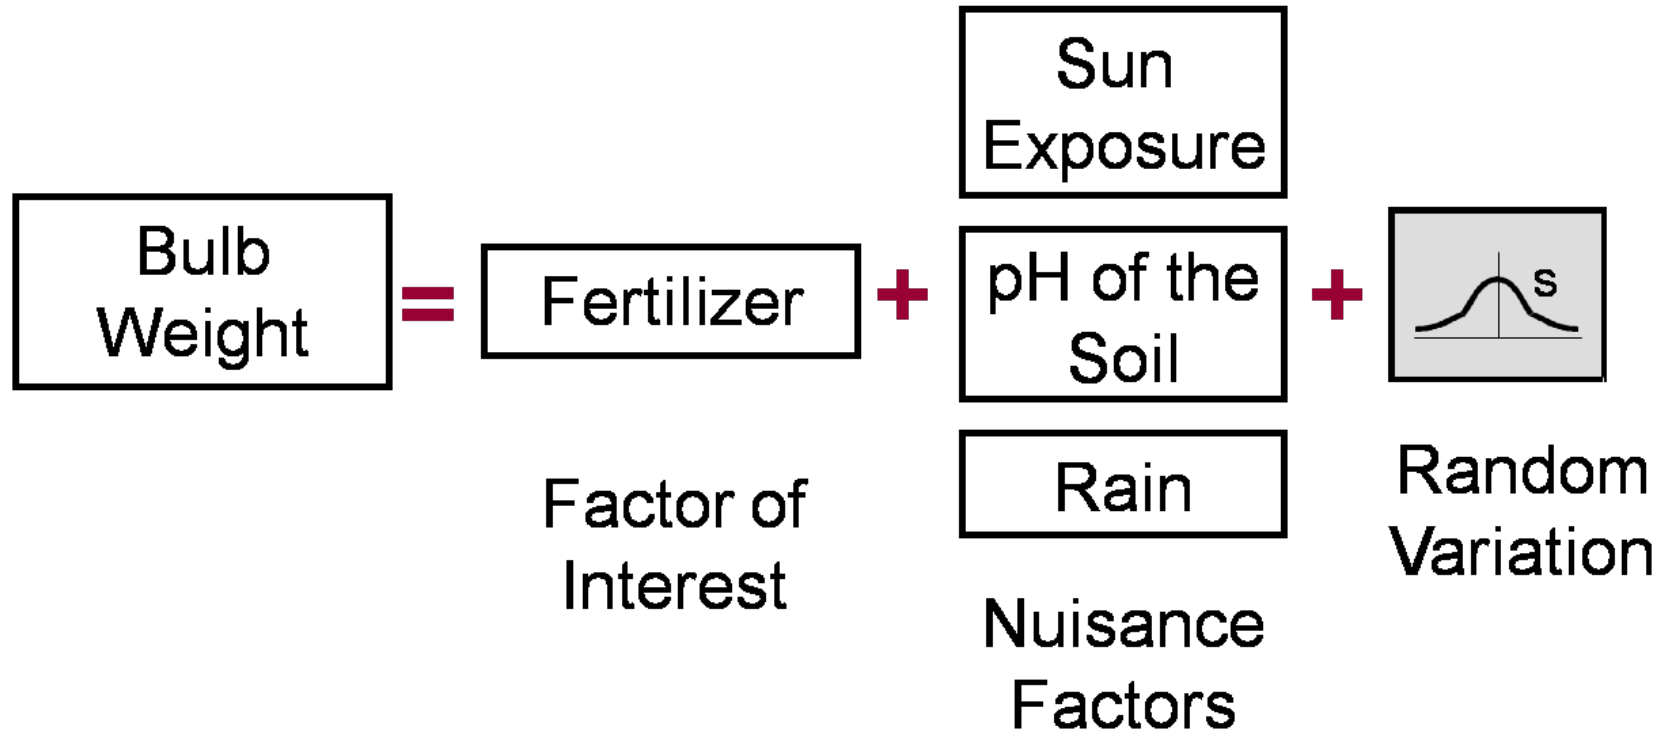 Bulb
Weight
=
Fertilizer
Factor of
Interest
+
Sun
Exposure
pH of the
Soil
Rain
Nuisance
Factors
+
s
Random
Variation